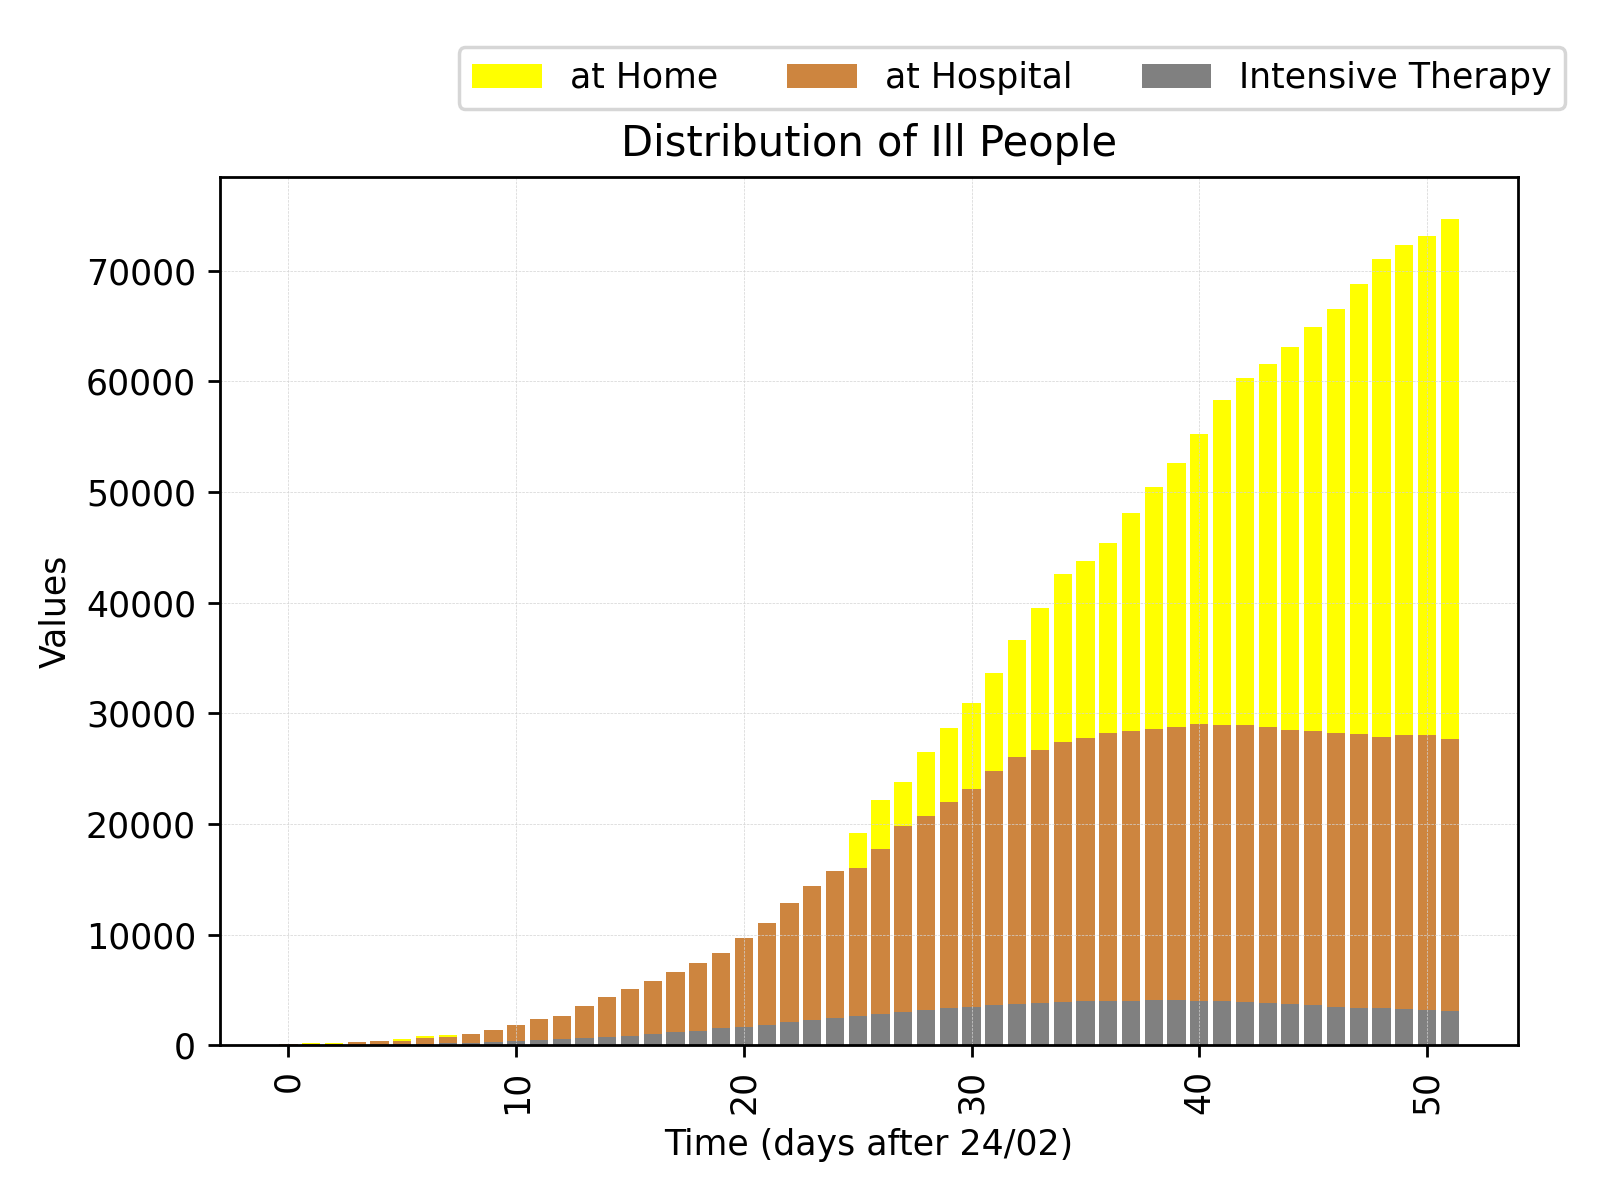 at Home at Hospital Intensive Therapy
Distribution of Ill People
70000
60000
50000
40000
30000
20000
10000
0
Values
0 10 20 30 40 50
Time (days after 24/02)